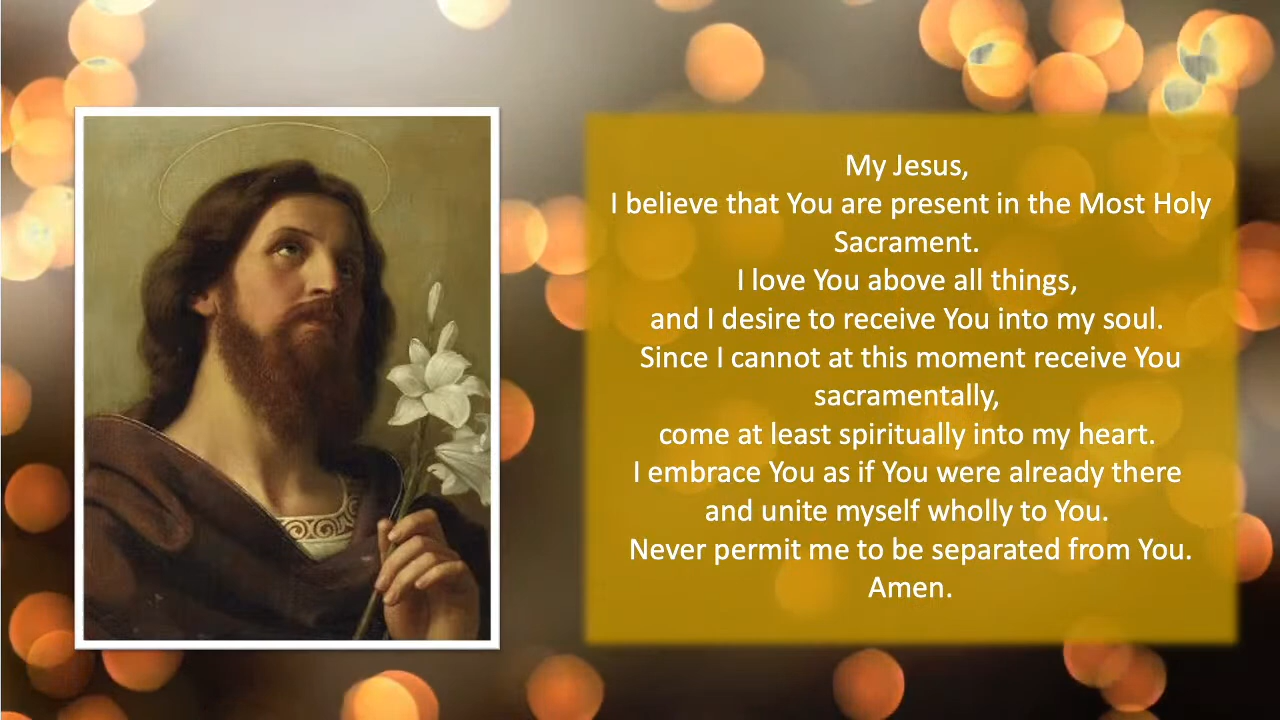 My Jesus,
I believe that You are present in the Most Holy
Sacrament.
I love You above all things,
and I desire to receive You into my soul.
Since I cannot at this moment receive You
sacramentally,
come at least spiritually into my heart.
I embrace You as if You were already there
and unite myself wholly to You.
Never permit me to be separated from You.
Amen.